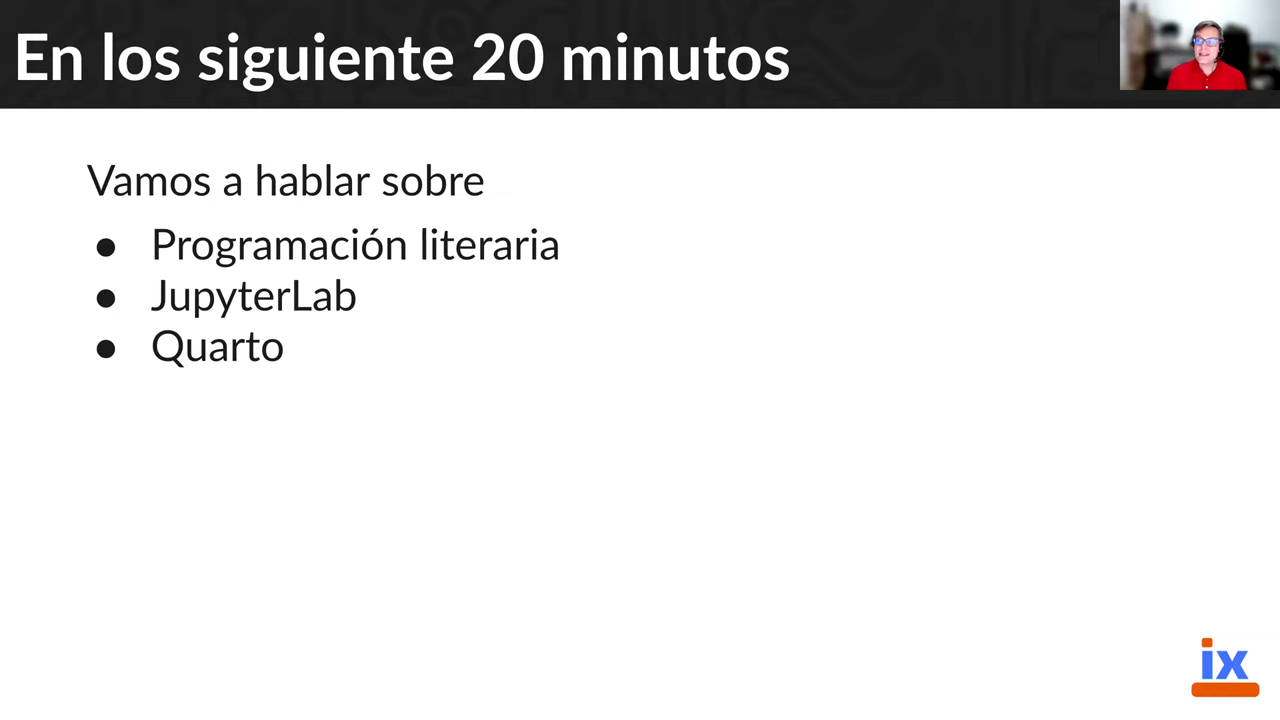 En los siguiente 20 minutos
Vamos a hablar sobre
● Programación literaria
● JupyterLab
● Quarto
ix